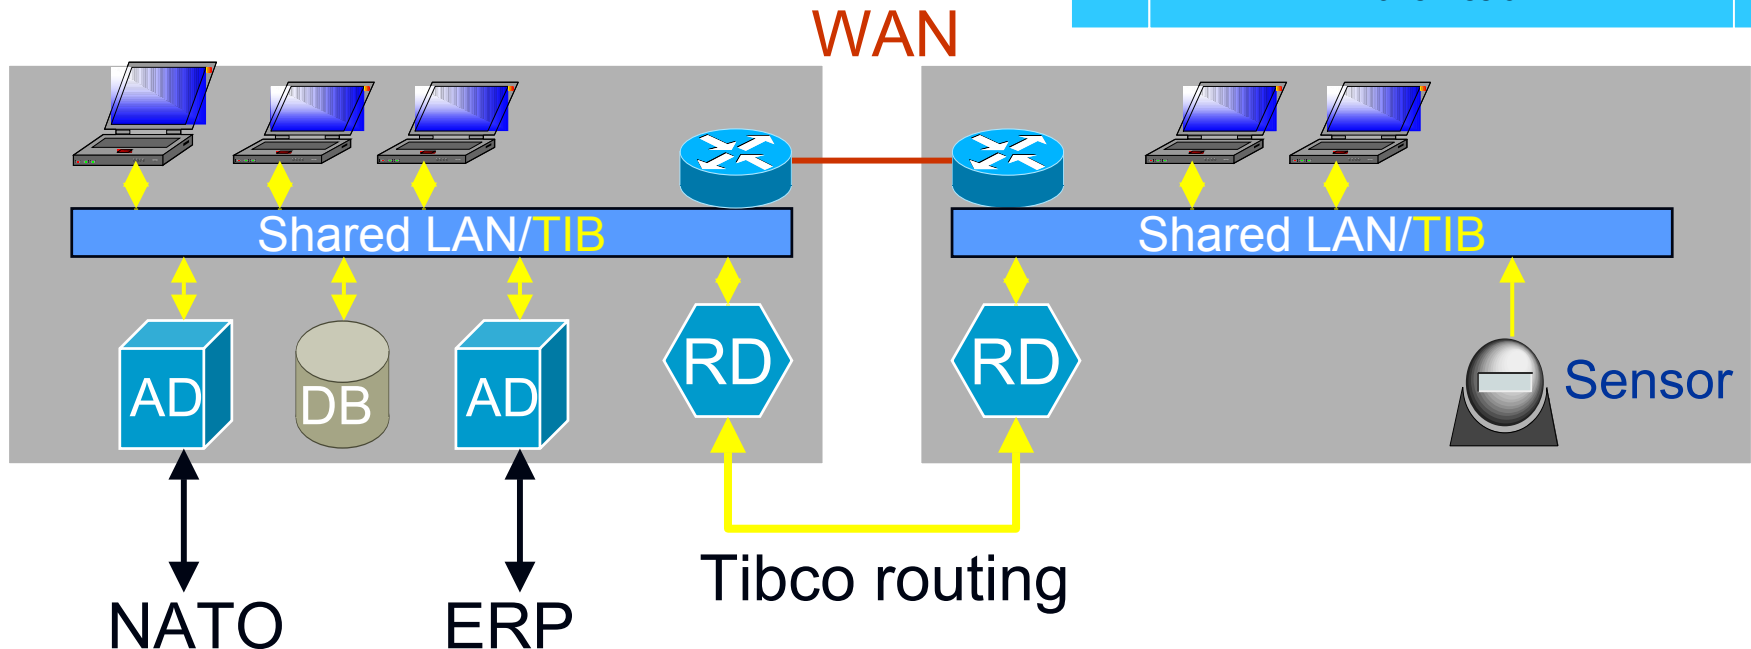 WAN
Shared LAN/TIB
Shared LAN/TIB
AD
DB
AD
RD
RD
Sensor
Tibco routing
NATO
ERP